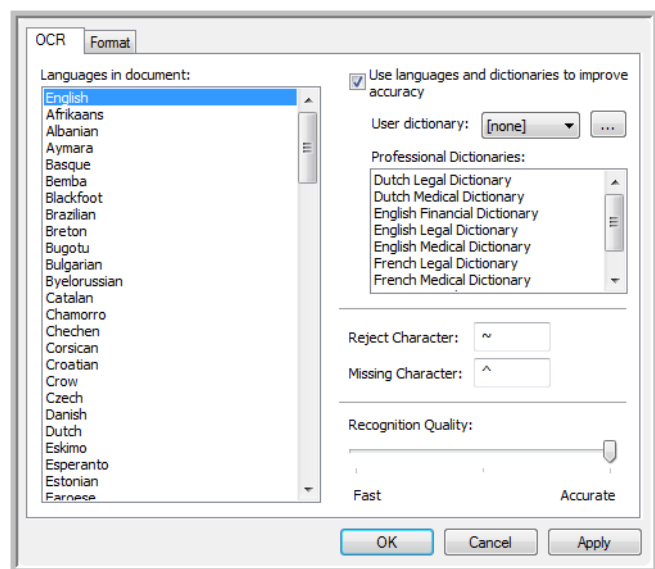 OCR
Format
Languages in document:
English
Afrikaans
Albanian
Aymara
Basque
Bemba
Blackfoot
Brazilian
Breton
Bugotu
Bulgarian
Byelorussian
Catalan
Chamorro
Chechen
Corsican
Croatian
Crow
Czech
Danish
Dutch
Eskimo
Esperanto
Estonian
Faroese
Use languages and dictionaries to improve
accuracy
User dictionary: [none] ...
Professional Dictionaries:
Dutch Legal Dictionary
Dutch Medical Dictionary
English Financial Dictionary
English Legal Dictionary
English Medical Dictionary
French Legal Dictionary
French Medical Dictionary
Reject Character: ~
Missing Character: ^
Recognition Quality:
Fast Accurate
OK Cancel Apply